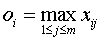 o_i = max_{1≤j≤m} x_{ij}